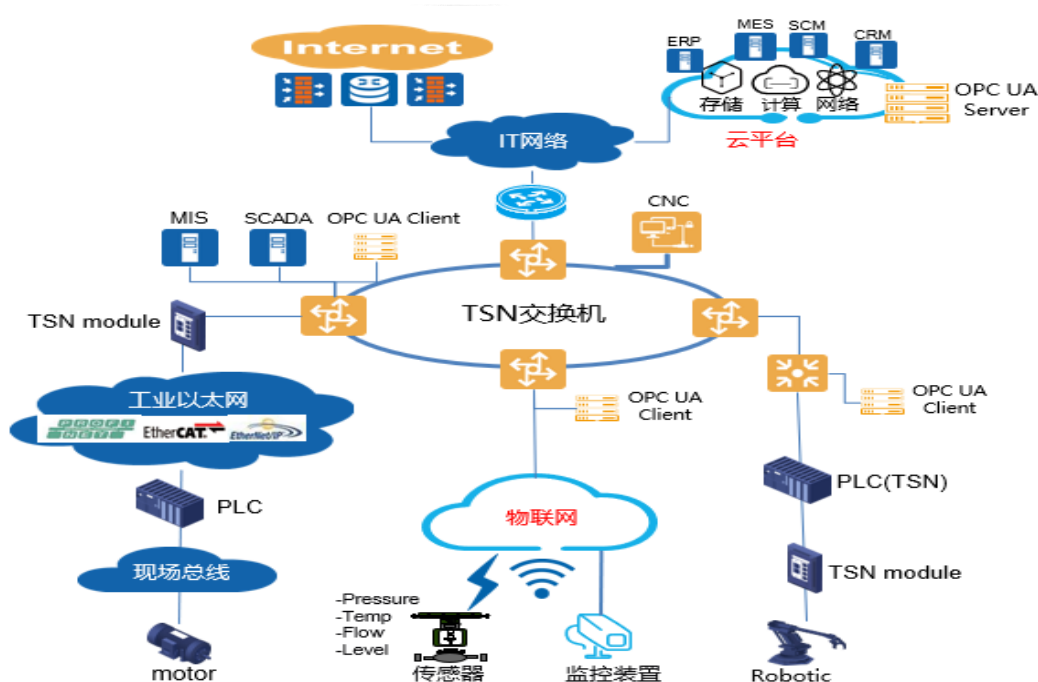 Internet
ERP
MES
SCM
CRM
存储
计算
网络
OPC UA
Server
云平台
IT网络
MIS
SCADA
OPC UA Client
CNC
TSN module
TSN交换机
工业以太网
PROFI
NET
EtherCAT
EtherNet/IP
OPC UA
Client
OPC UA
Client
PLC
物联网
PLC(TSN)
现场总线
TSN module
-Pressure
-Temp
-Flow
-Level
motor
传感器
监控装置
Robotic